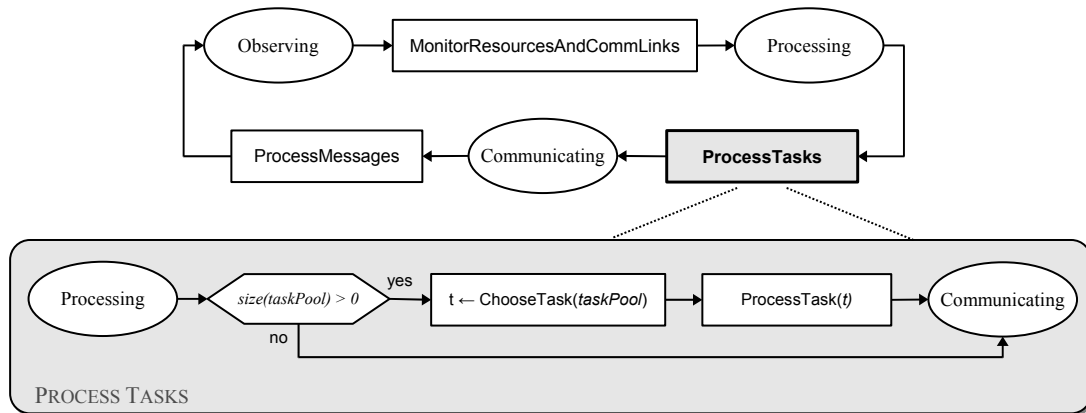 Observing
MonitorResourcesAndCommLinks
Processing
ProcessMessages
Communicating
ProcessTasks
Processing
size(taskPool) > 0
yes
t ← ChooseTask(taskPool)
ProcessTask(t)
Communicating
no
PROCESS TASKS